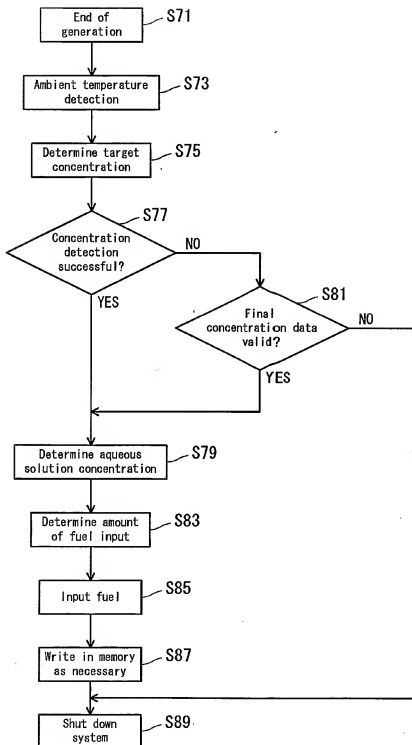 End of
generation
S71
Ambient temperature
detection
S73
Determine target
concentration
S75
S77
Concentration
detection
successful?
NO
YES
S81
Final
concentration data
valid?
NO
YES
Determine aqueous
solution concentration
S79
Determine amount
of fuel input
S83
Input fuel
S85
Write in memory
as necessary
S87
Shut down
system
S89